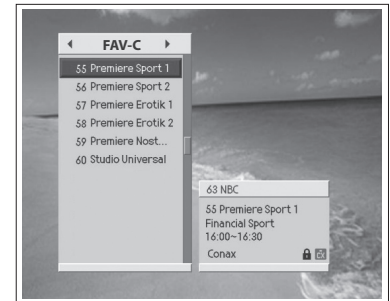 FAV-C
55 Premiere Sport 1
56 Premiere Sport 2
57 Premiere Erotik 1
58 Premiere Erotik 2
59 Premiere Nost...
60 Studio Universal
63 NBC
55 Premiere Sport 1
Financial Sport
16:00~16:30
Conax